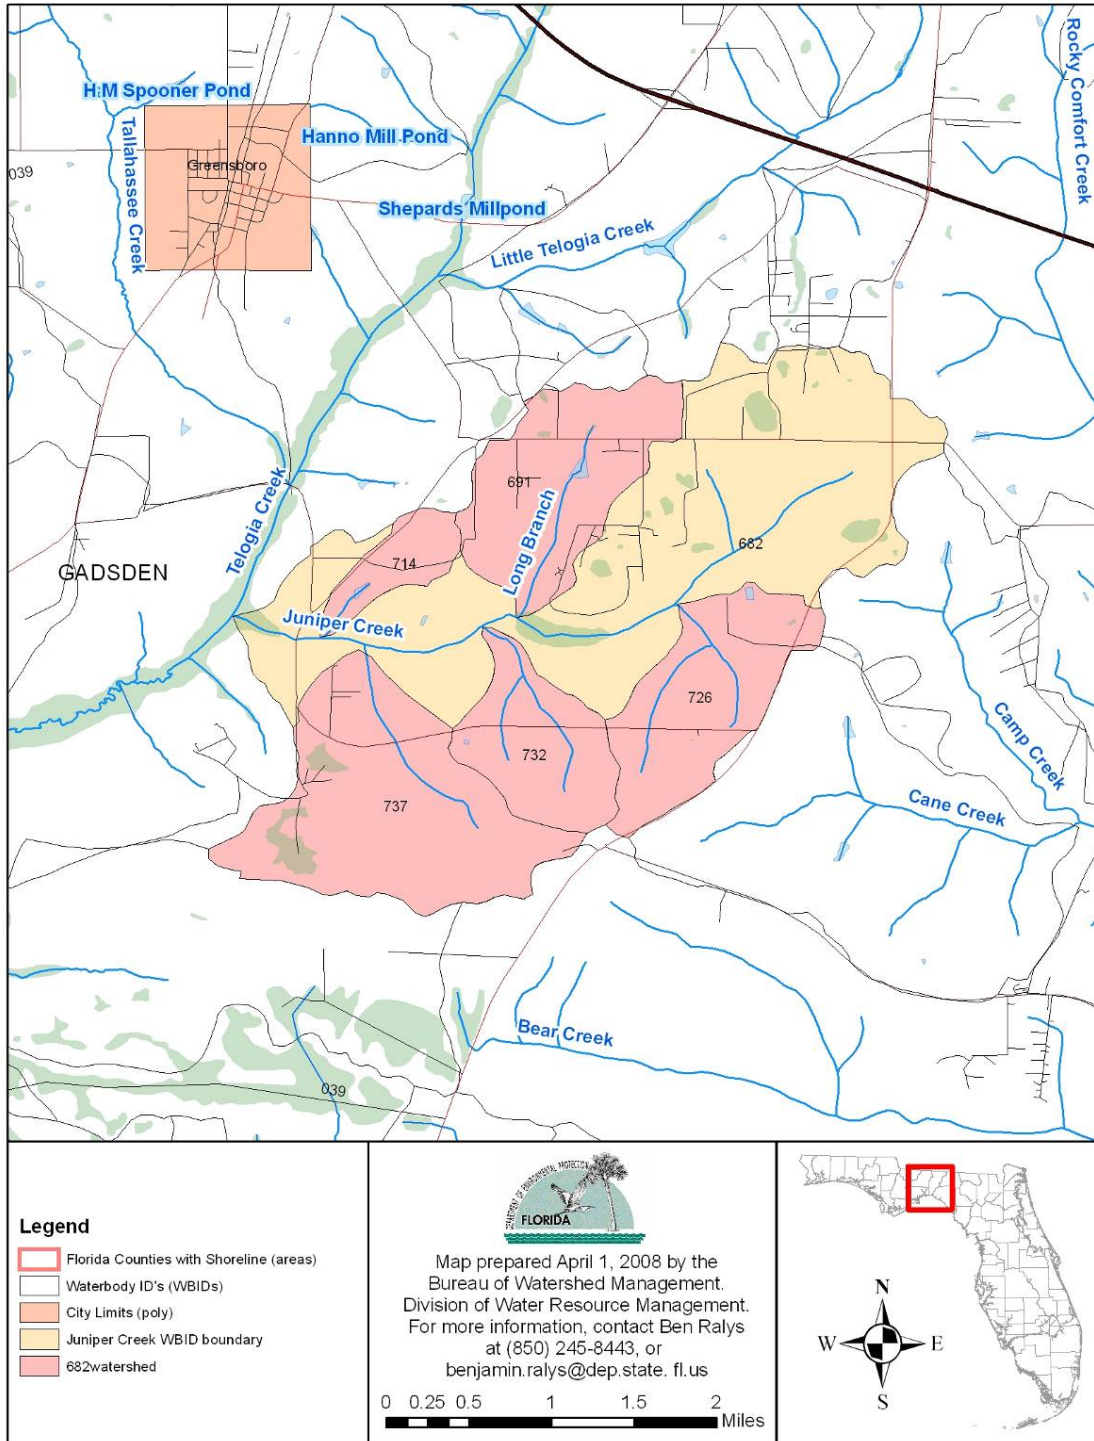 Rocky Comfort Creek
H.M Spooner Pond
Tallahassee Creek
Hanno Mill Pond
Greensboro
039
Shepards Millpond
Little Telogia Creek
691
Telogia Creek
Long Branch
682
714
GADSDEN
Juniper Creek
726
Camp Creek
732
737
Cane Creek
Bear Creek
039
Legend
Florida Counties with Shoreline (areas)
Waterbody ID's (WBIDs)
City Limits (poly)
Juniper Creek WBID boundary
682watershed
DEPARTMENT OF ENVIRONMENTAL PROTECTION
FLORIDA
Map prepared April 1, 2008 by the
Bureau of Watershed Management.
Division of Water Resource Management.
For more information, contact Ben Ralys
at (850) 245-8443, or
benjamin.ralys@dep.state. fl.us
0 0.25 0.5 1 1.5 2
Miles
N
W E
S